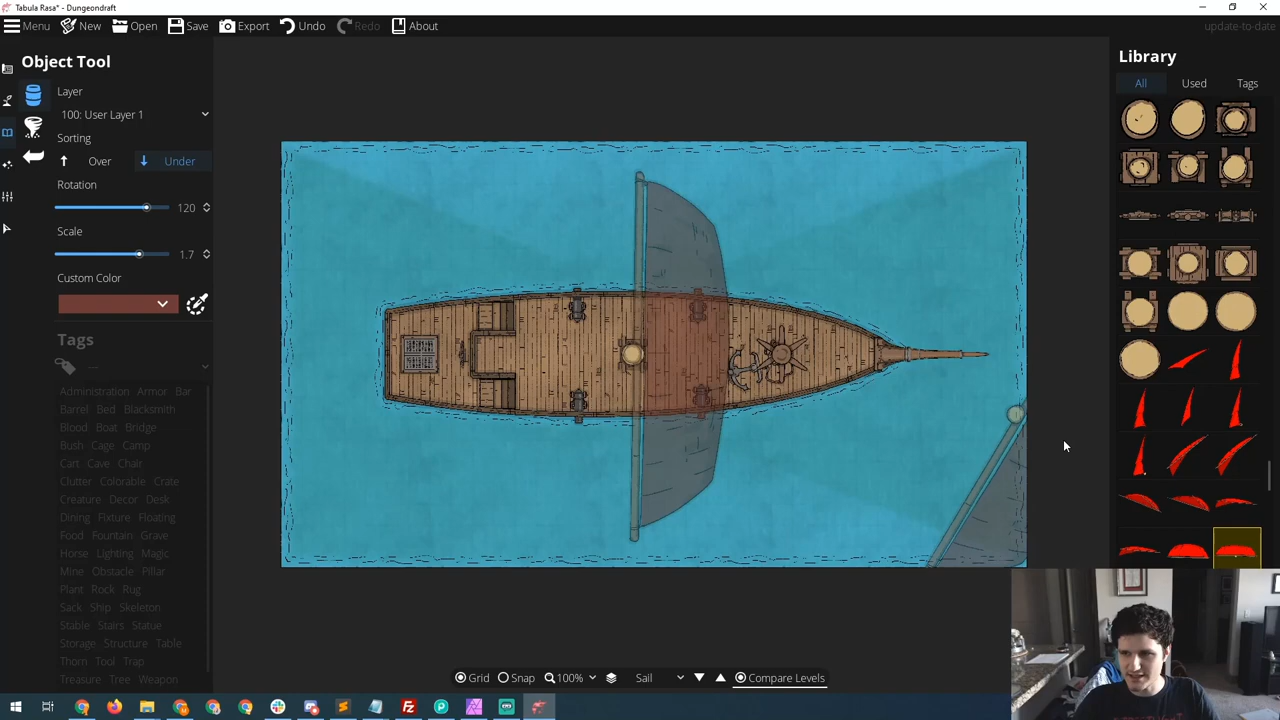 Tabula Rasa* - Dungeondraft
Menu New Open Save Export Undo Redo About update-to-date
Object Tool
Layer
100: User Layer 1
Sorting
Over Under
Rotation
120
Scale
1.7
Custom Color
Tags
Administration Armor Bar
Barrel Bed Blacksmith
Blood Boat Bridge
Bush Cage Camp
Cart Cave Chair
Clutter Colorable Crate
Creature Decor Desk
Dining Fixture Floating
Food Fountain Grave
Horse Lighting Magic
Mine Obstacle Pillar
Plant Rock Rug
Sack Ship Skeleton
Stable Stairs Statue
Storage Structure Table
Thorn Tool Trap
Treasure Tree Weapon
Library
All Used Tags
Grid Snap 100% Sail Compare Levels